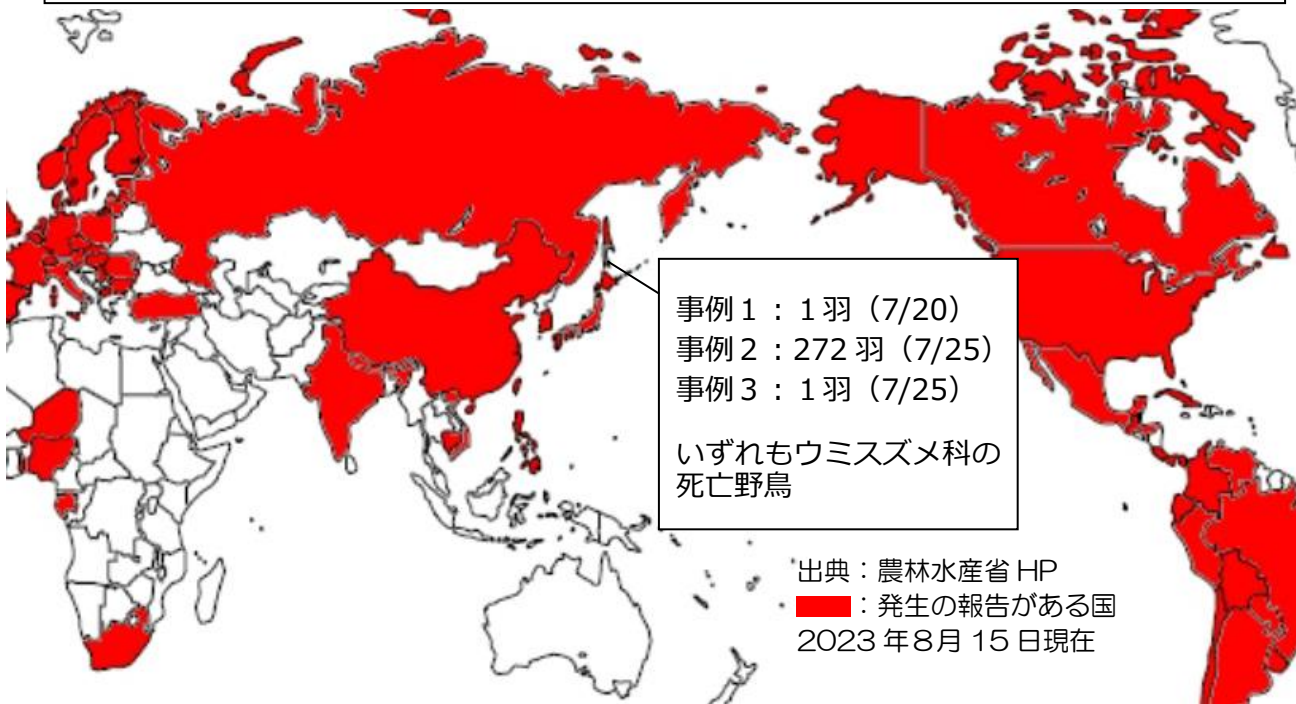 事例１：１羽（7/20）
事例２：272 羽（7/25）
事例３：１羽（7/25）
いずれもウミスズメ科の
死亡野鳥
出典：農林水産省 HP
：発生の報告がある国
2023 年８月 15 日現在